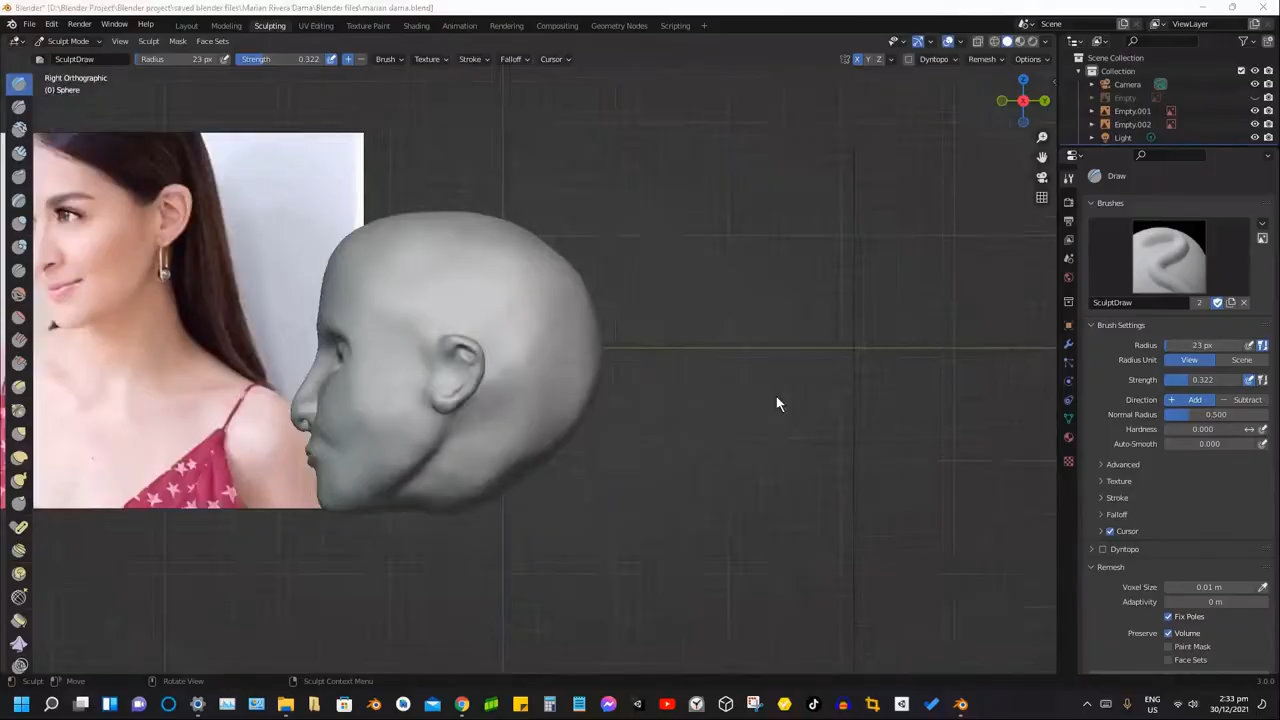 Blender* [D:\Blender Project\Blender project\saved blender files\Marian Rivera Dama\Blender files\marian dama.blend]
File Edit Render Window Help Layout Modeling Sculpting UV Editing Texture Paint Shading Animation Rendering Compositing Geometry Nodes Scripting + Scene ViewLayer
Sculpt Mode View Sculpt Mask Face Sets
SculptDraw Radius 23 px Strength 0.322 Brush Texture Stroke Falloff Cursor X Y Z Dyntopo Remesh Options
Right Orthographic
(0) Sphere
Scene Collection
Collection
Camera
Empty
Empty.001
Empty.002
Light
Draw
Brushes
SculptDraw 2
Brush Settings
Radius 23 px
Radius Unit View Scene
Strength 0.322
Direction + Add − Subtract
Normal Radius 0.500
Hardness 0.000
Auto-Smooth 0.000
Advanced
Texture
Stroke
Falloff
Cursor
Dyntopo
Remesh
Voxel Size 0.01 m
Adaptivity 0 m
Fix Poles
Preserve Volume
Paint Mask
Face Sets
Sculpt Move Rotate View Sculpt Context Menu 3.0.0
ENG
US
2:33 pm
30/12/2021